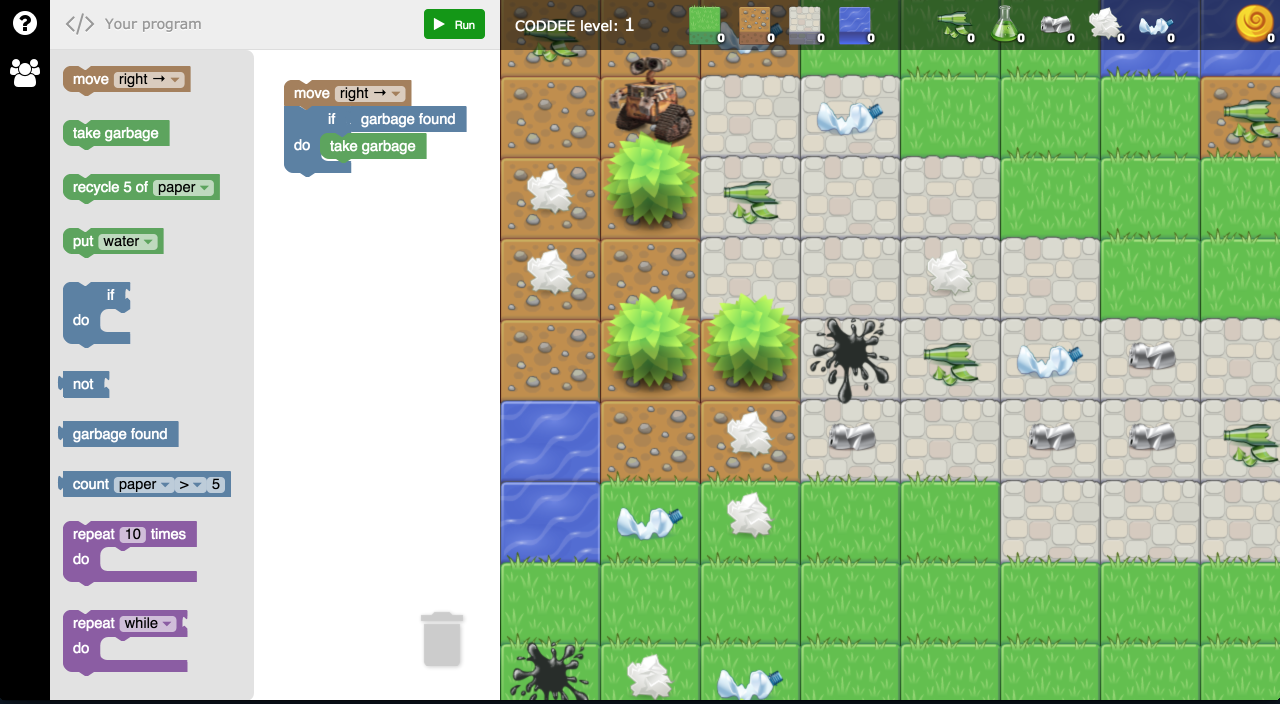 ?
</> Your program
Run
CODDEE level: 1
0 0 0 0 0 0 0 0 0 0
move right →
take garbage
recycle 5 of paper
put water
if
do
not
garbage found
count paper > 5
repeat 10 times
do
repeat while
do
move right →
if garbage found
do take garbage